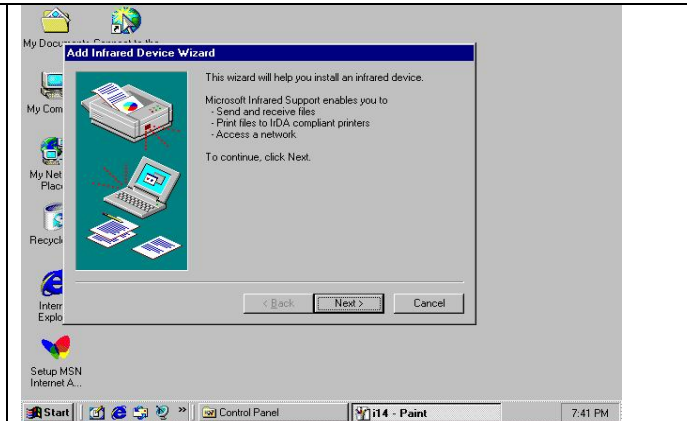 My Documents Connect to the
Add Infrared Device Wizard
This wizard will help you install an infrared device.
Microsoft Infrared Support enables you to
- Send and receive files
- Print files to IrDA compliant printers
- Access a network
To continue, click Next.
My Com
My Net
Plac
Recycl
Intern
Explo
< Back
Next >
Cancel
Setup MSN
Internet A...
Start
»
Control Panel
i14 - Paint
7:41 PM